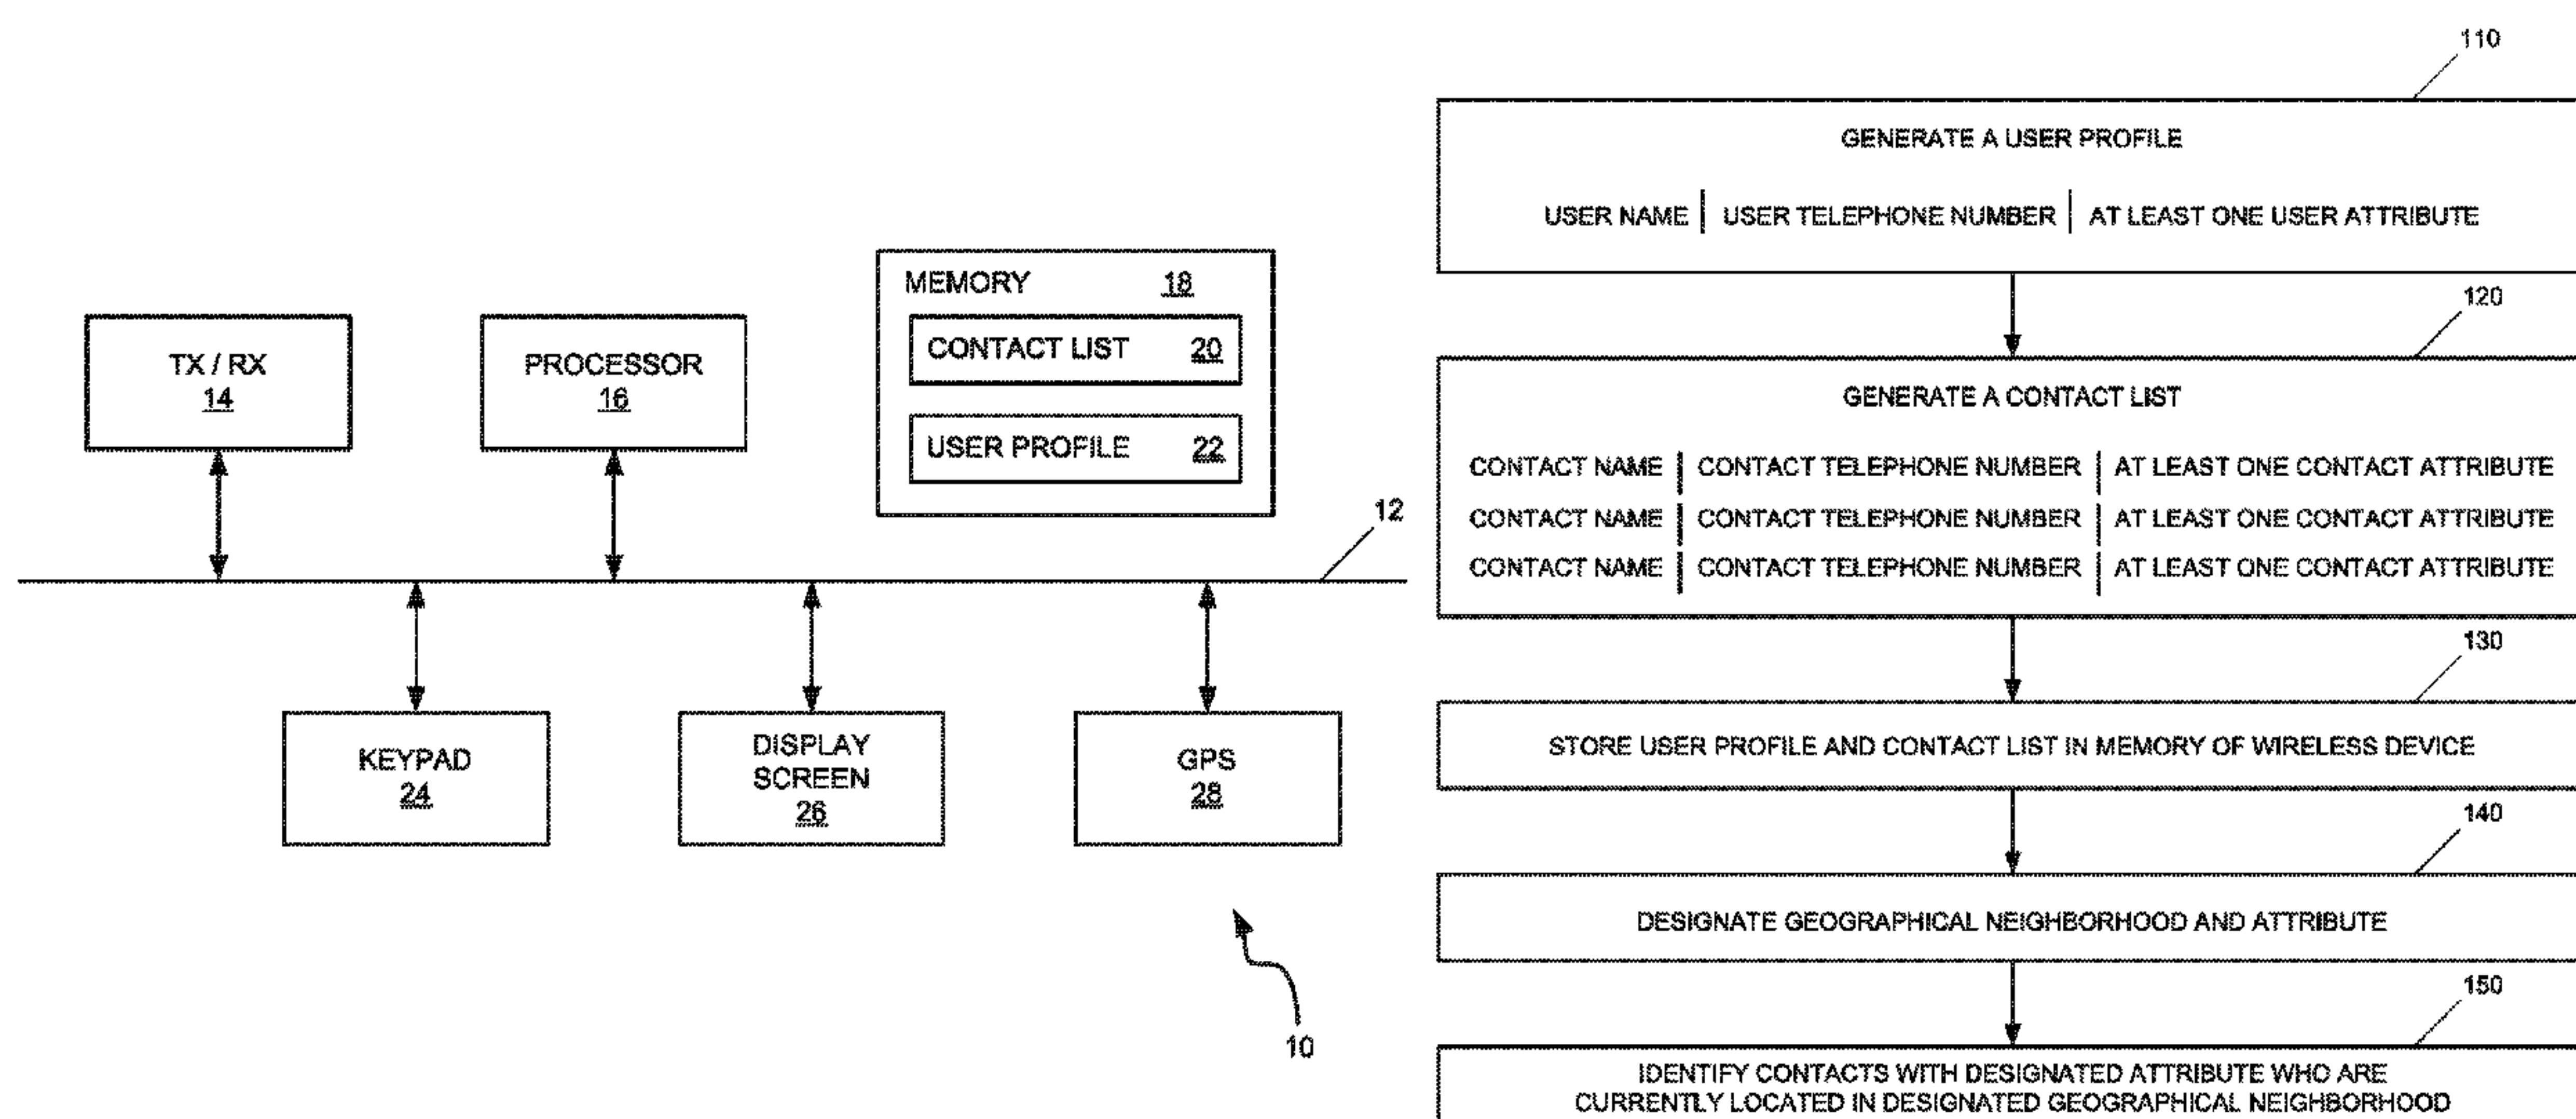 MEMORY 18
CONTACT LIST 20
USER PROFILE 22
TX / RX
14
PROCESSOR
16
12
KEYPAD
24
DISPLAY
SCREEN
26
GPS
28
10
110
GENERATE A USER PROFILE
USER NAME | USER TELEPHONE NUMBER | AT LEAST ONE USER ATTRIBUTE
120
GENERATE A CONTACT LIST
CONTACT NAME | CONTACT TELEPHONE NUMBER | AT LEAST ONE CONTACT ATTRIBUTE
CONTACT NAME | CONTACT TELEPHONE NUMBER | AT LEAST ONE CONTACT ATTRIBUTE
CONTACT NAME | CONTACT TELEPHONE NUMBER | AT LEAST ONE CONTACT ATTRIBUTE
130
STORE USER PROFILE AND CONTACT LIST IN MEMORY OF WIRELESS DEVICE
140
DESIGNATE GEOGRAPHICAL NEIGHBORHOOD AND ATTRIBUTE
150
IDENTIFY CONTACTS WITH DESIGNATED ATTRIBUTE WHO ARE
CURRENTLY LOCATED IN DESIGNATED GEOGRAPHICAL NEIGHBORHOOD